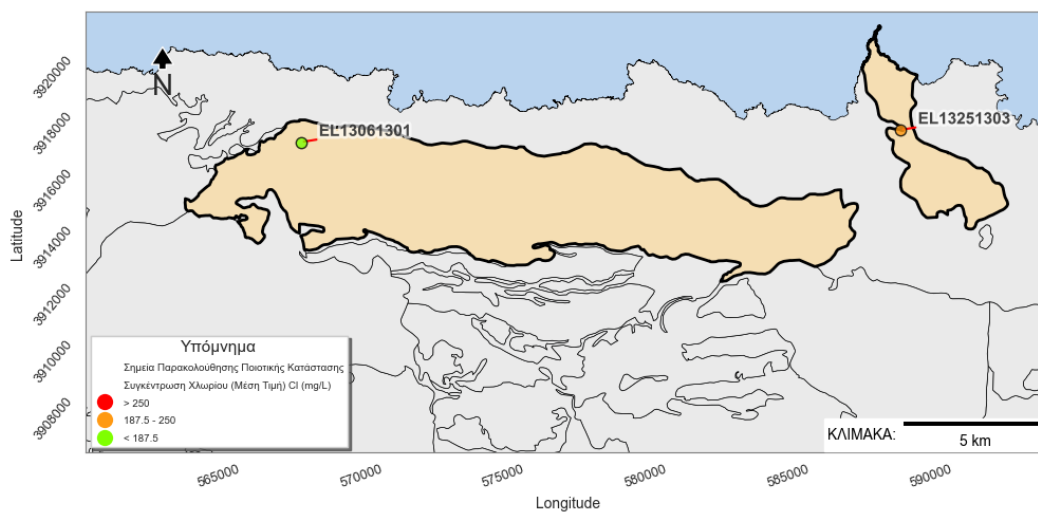 N
EL13061301
EL13251303
3920000
3918000
3916000
3914000
3912000
3910000
3908000
Latitude
Υπόμνημα
Σημεία Παρακολούθησης Ποιοτικής Κατάστασης
Συγκέντρωση Χλωρίου (Μέση Τιμή) Cl (mg/L)
> 250
187.5 - 250
< 187.5
ΚΛΙΜΑΚΑ:
5 km
565000
570000
575000
580000
585000
590000
Longitude